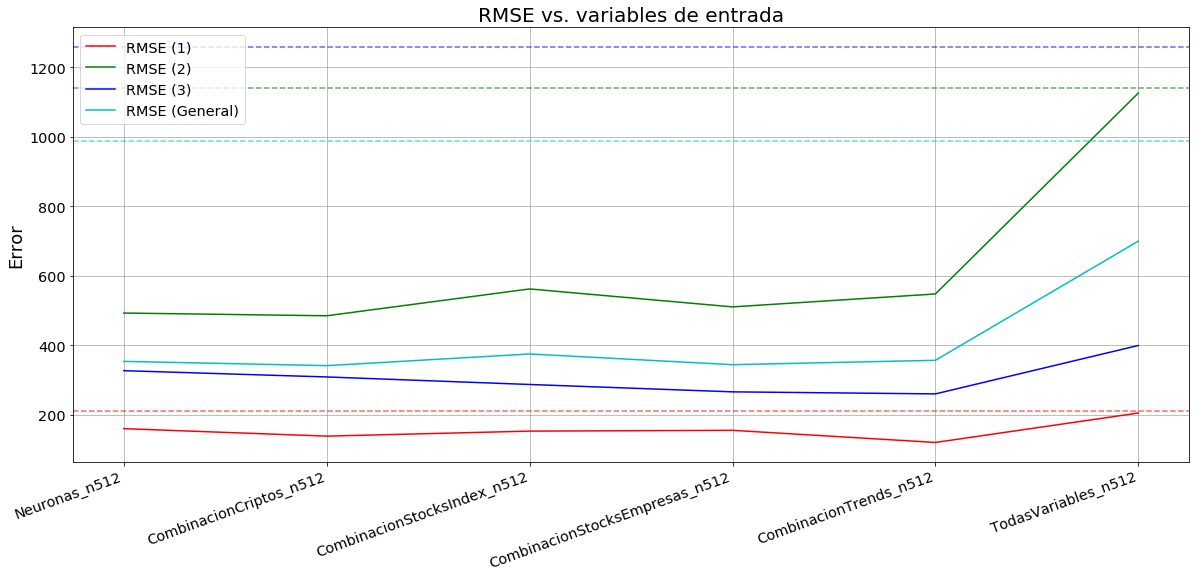 RMSE vs. variables de entrada
RMSE (1)
RMSE (2)
RMSE (3)
RMSE (General)
Error
1200
1000
800
600
400
200
Neuronas_n512
CombinacionCriptos_n512
CombinacionStocksIndex_n512
CombinacionStocksEmpresas_n512
CombinacionTrends_n512
TodasVariables_n512